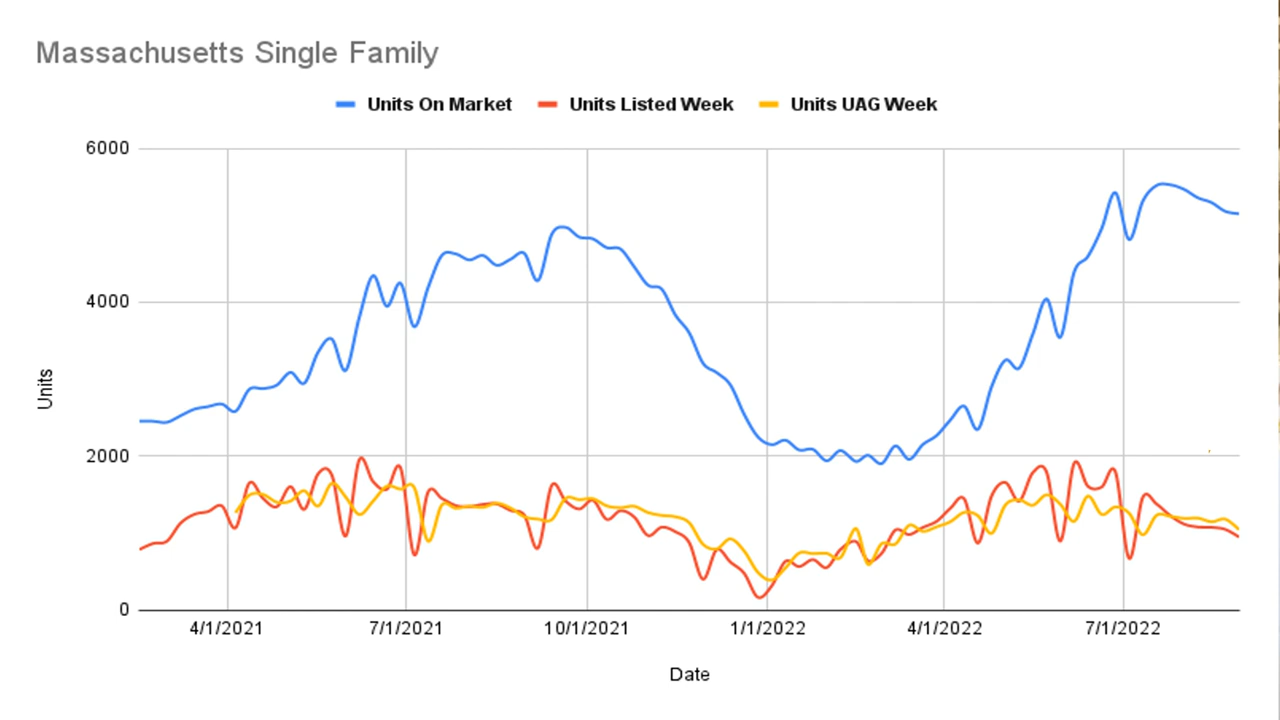 Massachusetts Single Family
Units On Market Units Listed Week Units UAG Week
6000
4000
2000
0
Units
4/1/2021 7/1/2021 10/1/2021 1/1/2022 4/1/2022 7/1/2022
Date